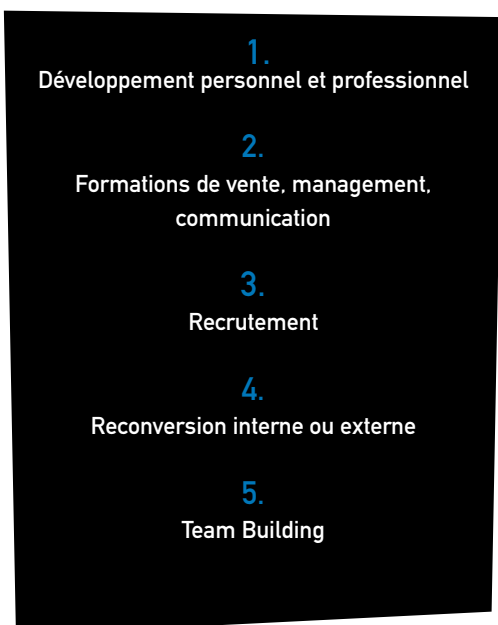 1.
Développement personnel et professionnel
2.
Formations de vente, management,
communication
3.
Recrutement
4.
Reconversion interne ou externe
5.
Team Building